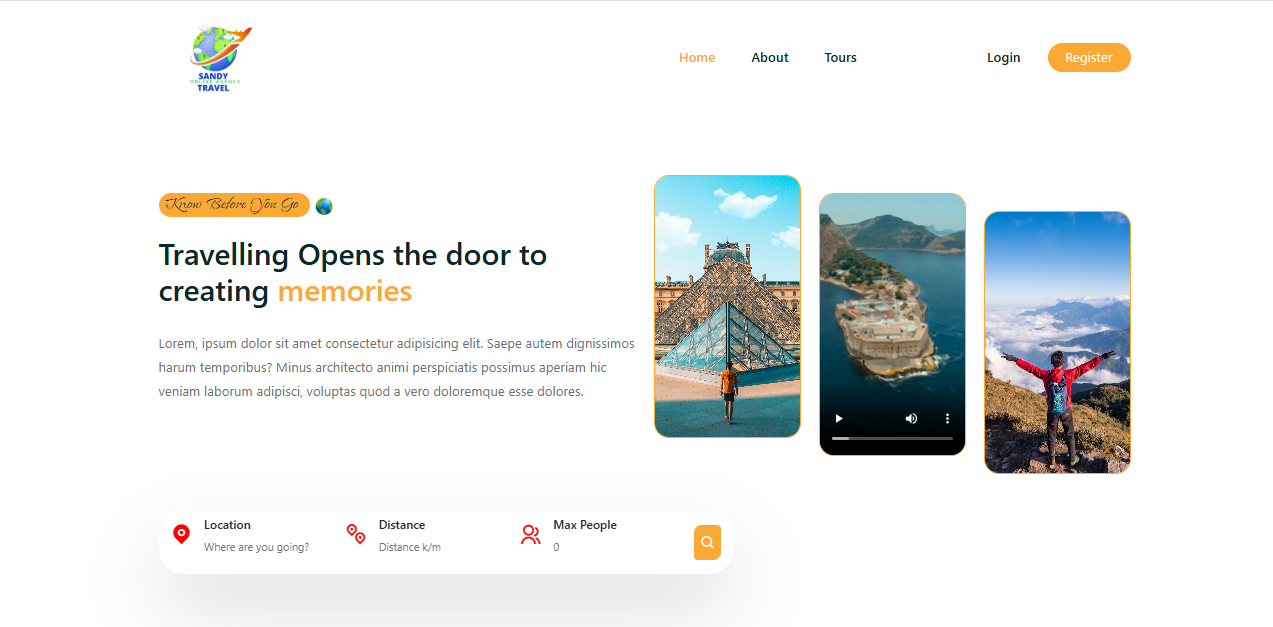 SANDY
ONLINE AGENCY
TRAVEL
Home About Tours Login Register
Know Before You Go
Travelling Opens the door to
creating memories
Lorem, ipsum dolor sit amet consectetur adipisicing elit. Saepe autem dignissimos
harum temporibus? Minus architecto animi perspiciatis possimus aperiam hic
veniam laborum adipisci, voluptas quod a vero doloremque esse dolores.
Location
Where are you going?
Distance
Distance k/m
Max People
0